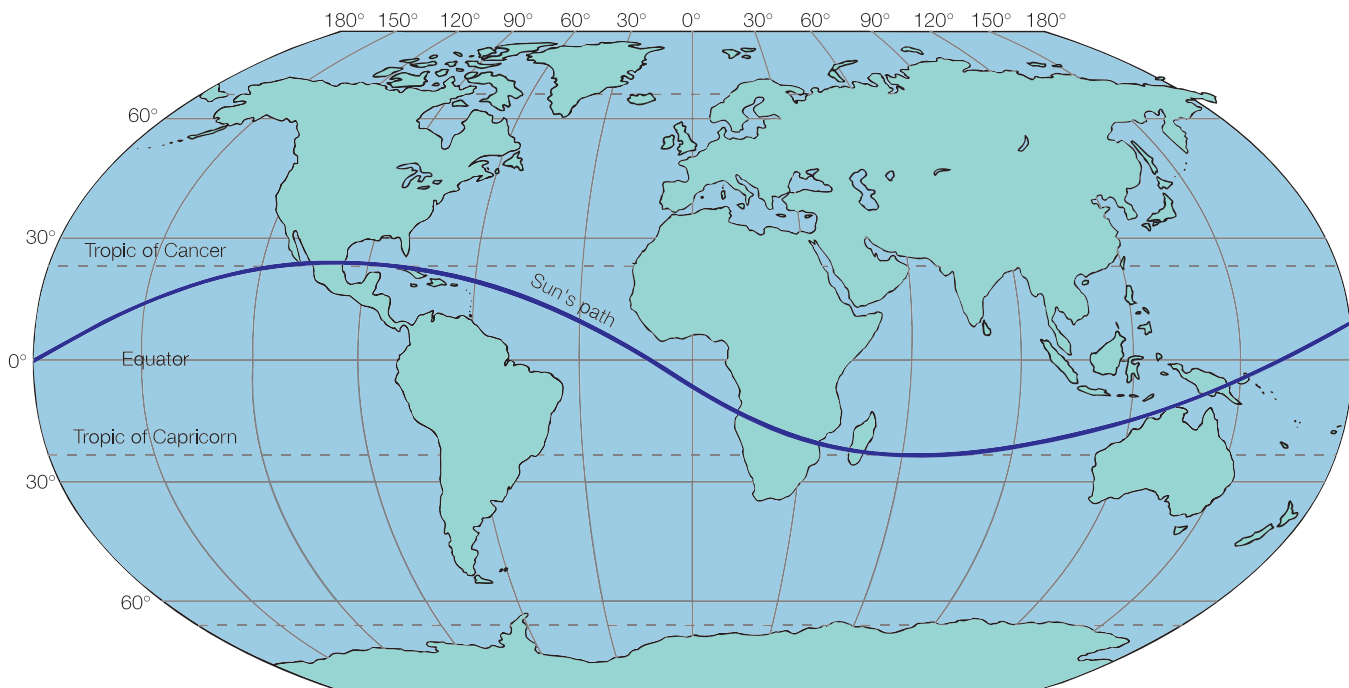 180° 150° 120° 90° 60° 30° 0° 30° 60° 90° 120° 150° 180°
60°
30°
Tropic of Cancer
Sun's path
0°
Equator
Tropic of Capricorn
30°
60°